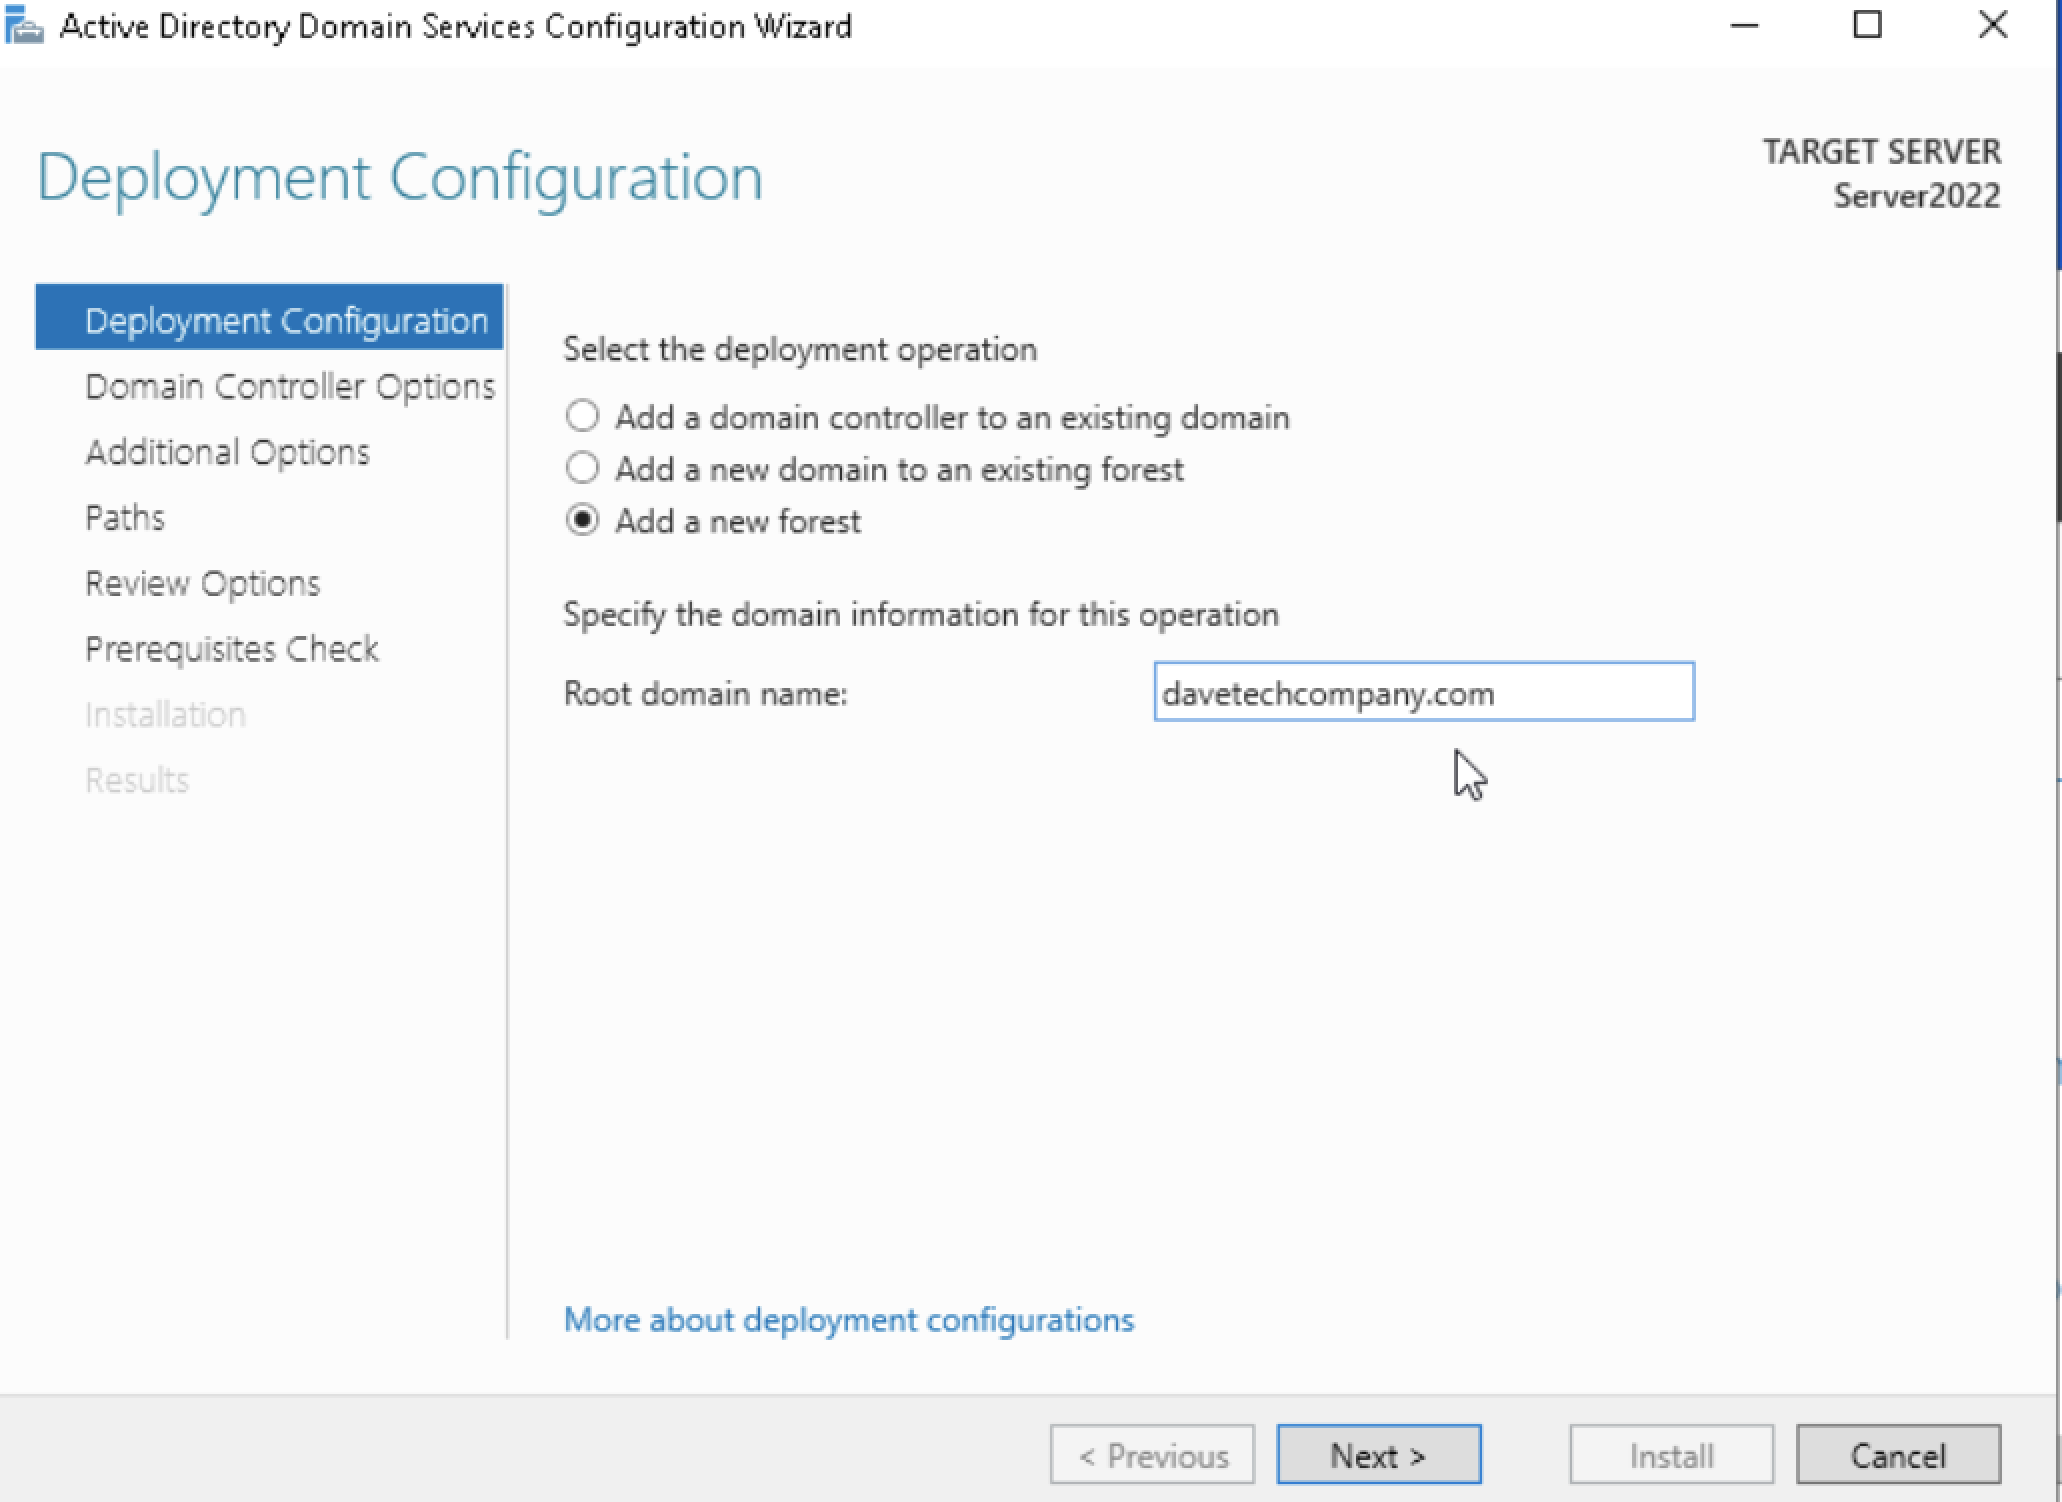 Active Directory Domain Services Configuration Wizard
Deployment Configuration
TARGET SERVER
Server2022
Deployment Configuration
Domain Controller Options
Additional Options
Paths
Review Options
Prerequisites Check
Installation
Results
Select the deployment operation
Add a domain controller to an existing domain
Add a new domain to an existing forest
Add a new forest
Specify the domain information for this operation
Root domain name:
davetechcompany.com
More about deployment configurations
< Previous
Next >
Install
Cancel